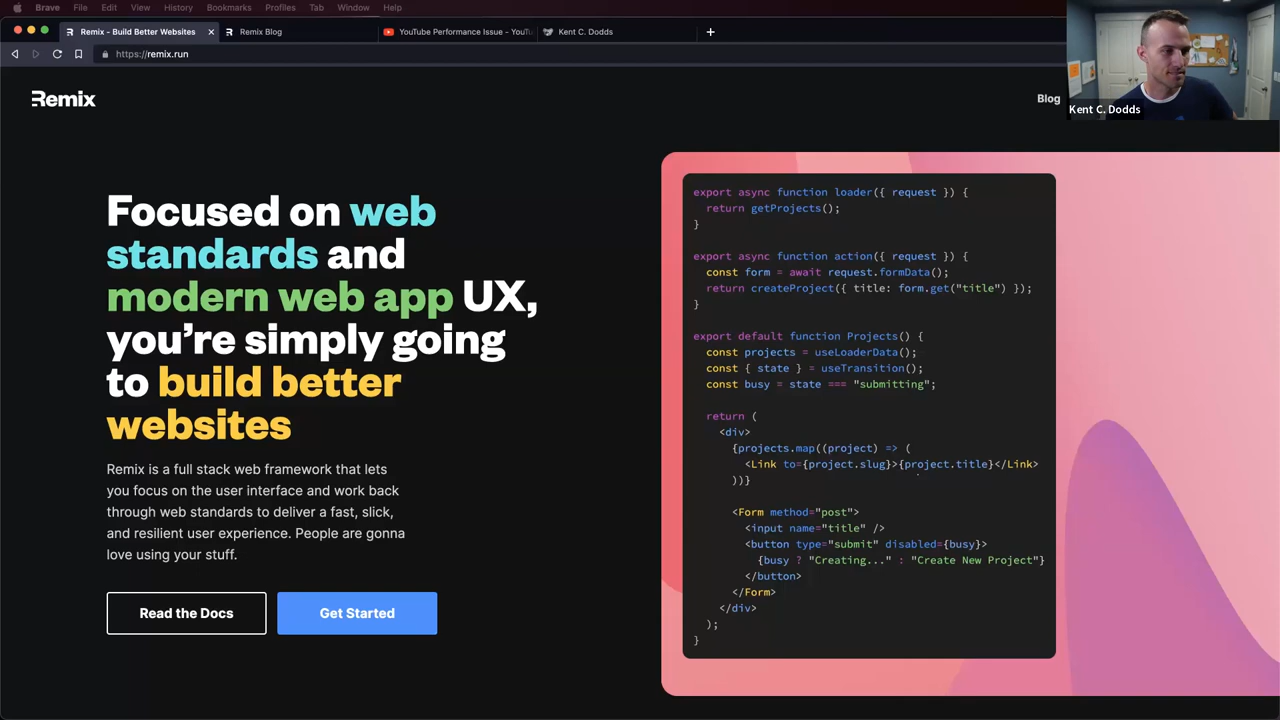 Brave File Edit View History Bookmarks Profiles Tab Window Help
Remix - Build Better Websites
Remix Blog
YouTube Performance Issue - YouTu
Kent C. Dodds
https://remix.run
Kent C. Dodds
Remix
Blog
Focused on web
standards and
modern web app UX,
you're simply going
to build better
websites
Remix is a full stack web framework that lets
you focus on the user interface and work back
through web standards to deliver a fast, slick,
and resilient user experience. People are gonna
love using your stuff.
Read the Docs
Get Started
export async function loader({ request }) {
return getProjects();
}
export async function action({ request }) {
const form = await request.formData();
return createProject({ title: form.get("title") });
}
export default function Projects() {
const projects = useLoaderData();
const { state } = useTransition();
const busy = state === "submitting";
return (
<div>
{projects.map((project) => (
<Link to={project.slug}>{project.title}</Link>
))}
<Form method="post">
<input name="title" />
<button type="submit" disabled={busy}>
{busy ? "Creating..." : "Create New Project"}
</button>
</Form>
</div>
);
}